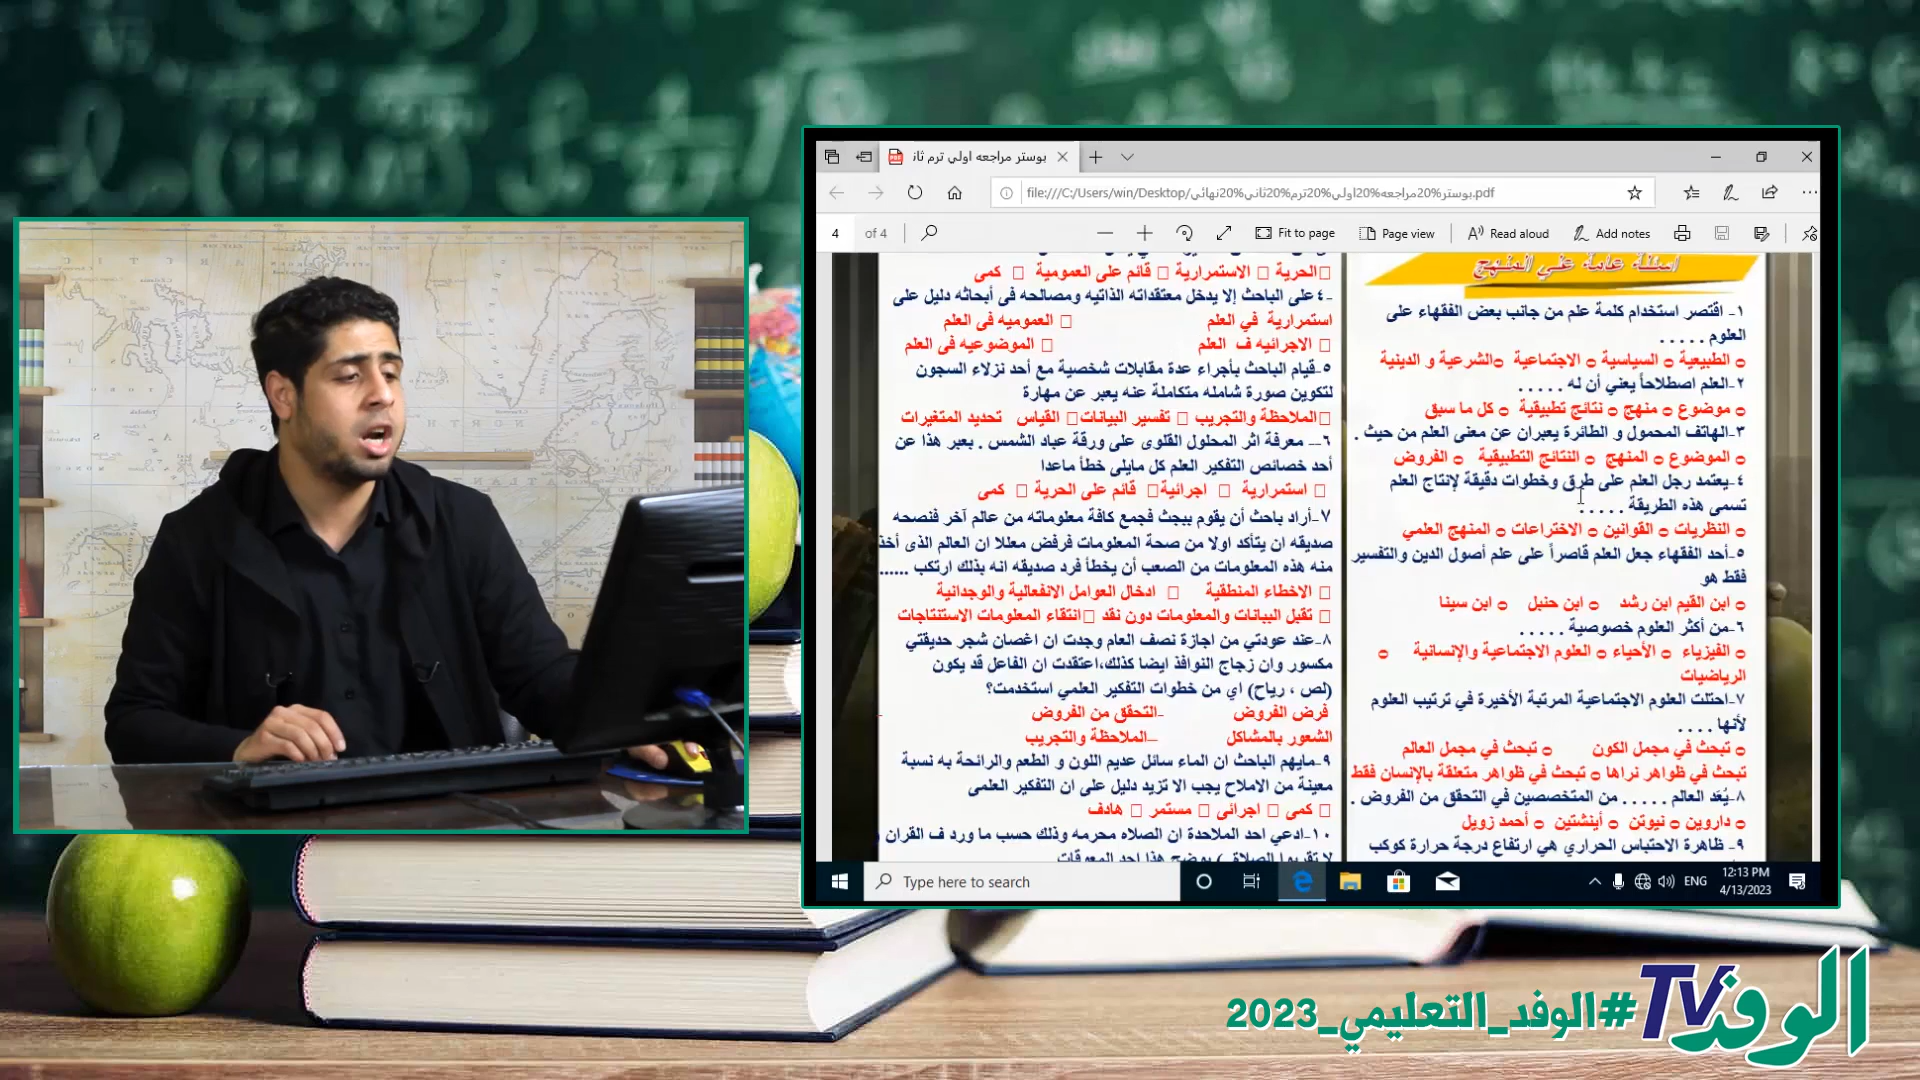 بوستر مراجعه اولي ترم ثان
file:///C:/Users/win/Desktop/بوستر%20مراجعه%20اولي%20ترم%20ثاني%20نهائي.pdf
4 of 4
Fit to page
Page view
Read aloud
Add notes
اسئلة عامة علي المنهج
١- اقتصر استخدام كلمة علم من جانب بعض الفقهاء على
العلوم . . . . .
○ الطبيعية ○ السياسية ○ الاجتماعية ○الشرعية و الدينية
٢-العلم اصطلاحاً يعني أن له . . . . .
○ موضوع ○ منهج ○ نتائج تطبيقية ○ كل ما سبق
٣-الهاتف المحمول و الطائرة يعبران عن معنى العلم من حيث .
○ الموضوع ○ المنهج ○ النتائج التطبيقية ○ الفروض
٤-يعتمد رجل العلم على طرق وخطوات دقيقة لإنتاج العلم
تسمى هذه الطريقة . . . . .
○ النظريات ○ القوانين ○ الاختراعات ○ المنهج العلمي
٥-أحد الفقهاء جعل العلم قاصراً على علم أصول الدين والتفسير
فقط هو
○ ابن القيم ابن رشد ○ ابن حنبل ○ ابن سينا
٦-من أكثر العلوم خصوصية . . . . .
○ الفيزياء ○ الأحياء ○ العلوم الاجتماعية والإنسانية ○
الرياضيات
٧-احتلت العلوم الاجتماعية المرتبة الأخيرة في ترتيب العلوم
لأنها . . . .
○ تبحث في مجمل الكون ○ تبحث في مجمل العالم
تبحث في ظواهر نراها ○ تبحث في ظواهر متعلقة بالإنسان فقط
٨-يُعَد العالم . . . . . من المتخصصين في التحقق من الفروض .
○ داروين ○ نيوتن ○ أينشتين ○ أحمد زويل
٩- ظاهرة الاحتباس الحراري هي ارتفاع درجة حرارة كوكب
□الحرية □ الاستمرارية □ قائم على العمومية □ كمى
-٤على الباحث إلا يدخل معتقداته الذاتيه ومصالحه فى أبحاثه دليل على
استمرارية في العلم □ العموميه فى العلم
□ الاجرائيه ف العلم □ الموضوعيه فى العلم
٥-قيام الباحث بأجراء عدة مقابلات شخصية مع أحد نزلاء السجون
لتكوين صورة شامله متكاملة عنه يعبر عن مهارة
□الملاحظة والتجريب □ تفسير البيانات□ القياس تحديد المتغيرات
٦-- معرفة اثر المحلول القلوى على ورقة عباد الشمس . يعبر هذا عن
أحد خصائص التفكير العلم كل مايلى خطأ ماعدا
□ استمرارية □ اجرائية□ قائم على الحرية □ كمى
٧-أراد باحث أن يقوم ببحث فجمع كافة معلوماته من عالم آخر فنصحه
صديقه ان يتأكد اولا من صحة المعلومات فرفض معللا ان العالم الذى أخذ
منه هذه المعلومات من الصعب أن يخطأ فرد صديقه انه بذلك ارتكب ......
□ الاخطاء المنطقية □ ادخال العوامل الانفعالية والوجدانية
□ تقبل البيانات والمعلومات دون نقد □انتقاء المعلومات الاستنتاجات
٨-عند عودتي من اجازة نصف العام وجدت ان اغصان شجر حديقتي
مكسور وان زجاج النوافذ ايضا كذلك،اعتقدت ان الفاعل قد يكون
(لص ، رياح) اي من خطوات التفكير العلمي استخدمت؟
فرض الفروض -التحقق من الفروض
الشعور بالمشاكل –الملاحظة والتجريب
٩-مايهم الباحث ان الماء سائل عديم اللون و الطعم والرائحة به نسبة
معينة من الاملاح يجب الا تزيد دليل على ان التفكير العلمى
□ كمى □ اجرائى □ مستمر □ هادف
١٠-ادعي احد الملاحدة ان الصلاه محرمه وذلك حسب ما ورد ف القران
لا تقربوا الصلاة ) يوضح هذا احد المعوقات
Type here to search
ENG
12:13 PM
4/13/2023
#الوفد_التعليمي_2023
الوفد TV